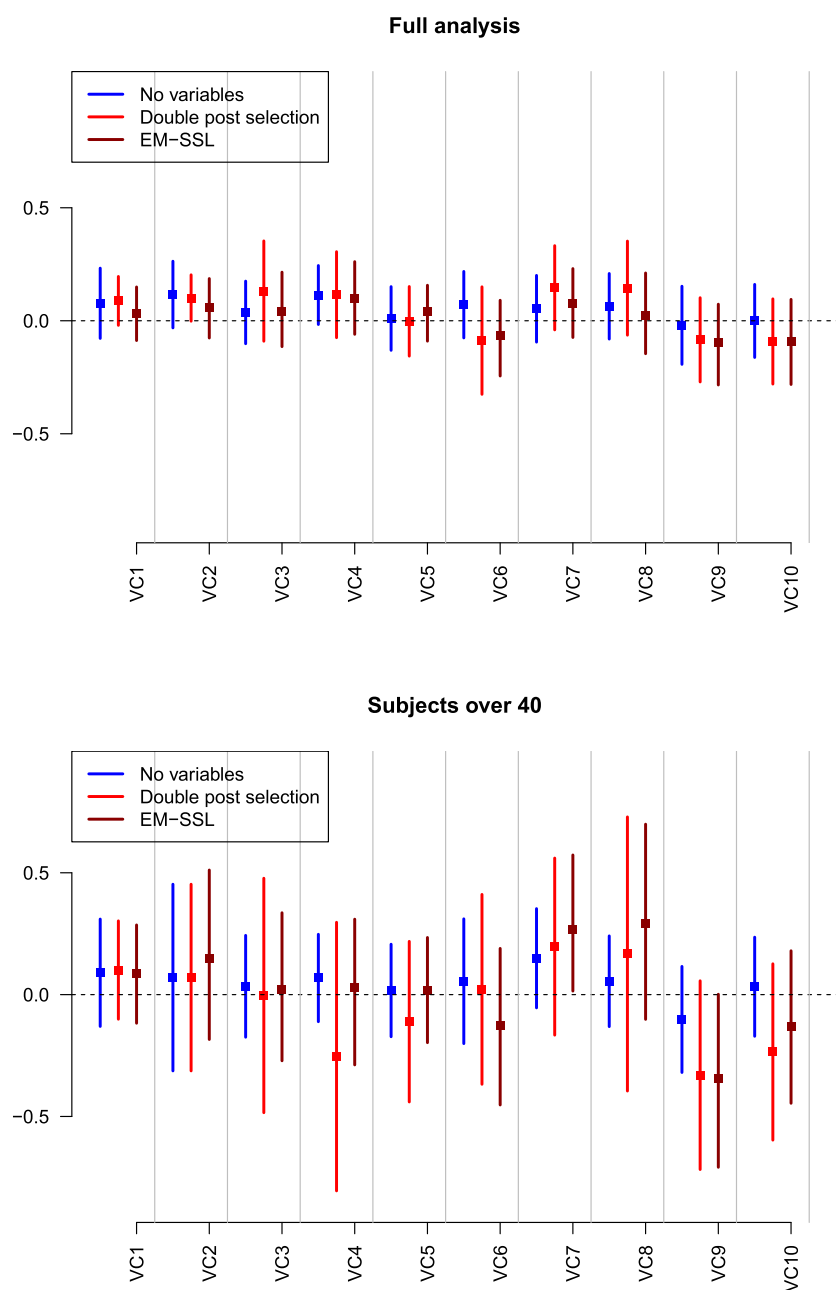 Full analysis
No variables
Double post selection
EM−SSL
0.5
0.0
−0.5
VC1
VC2
VC3
VC4
VC5
VC6
VC7
VC8
VC9
VC10
Subjects over 40
No variables
Double post selection
EM−SSL
0.5
0.0
−0.5
VC1
VC2
VC3
VC4
VC5
VC6
VC7
VC8
VC9
VC10